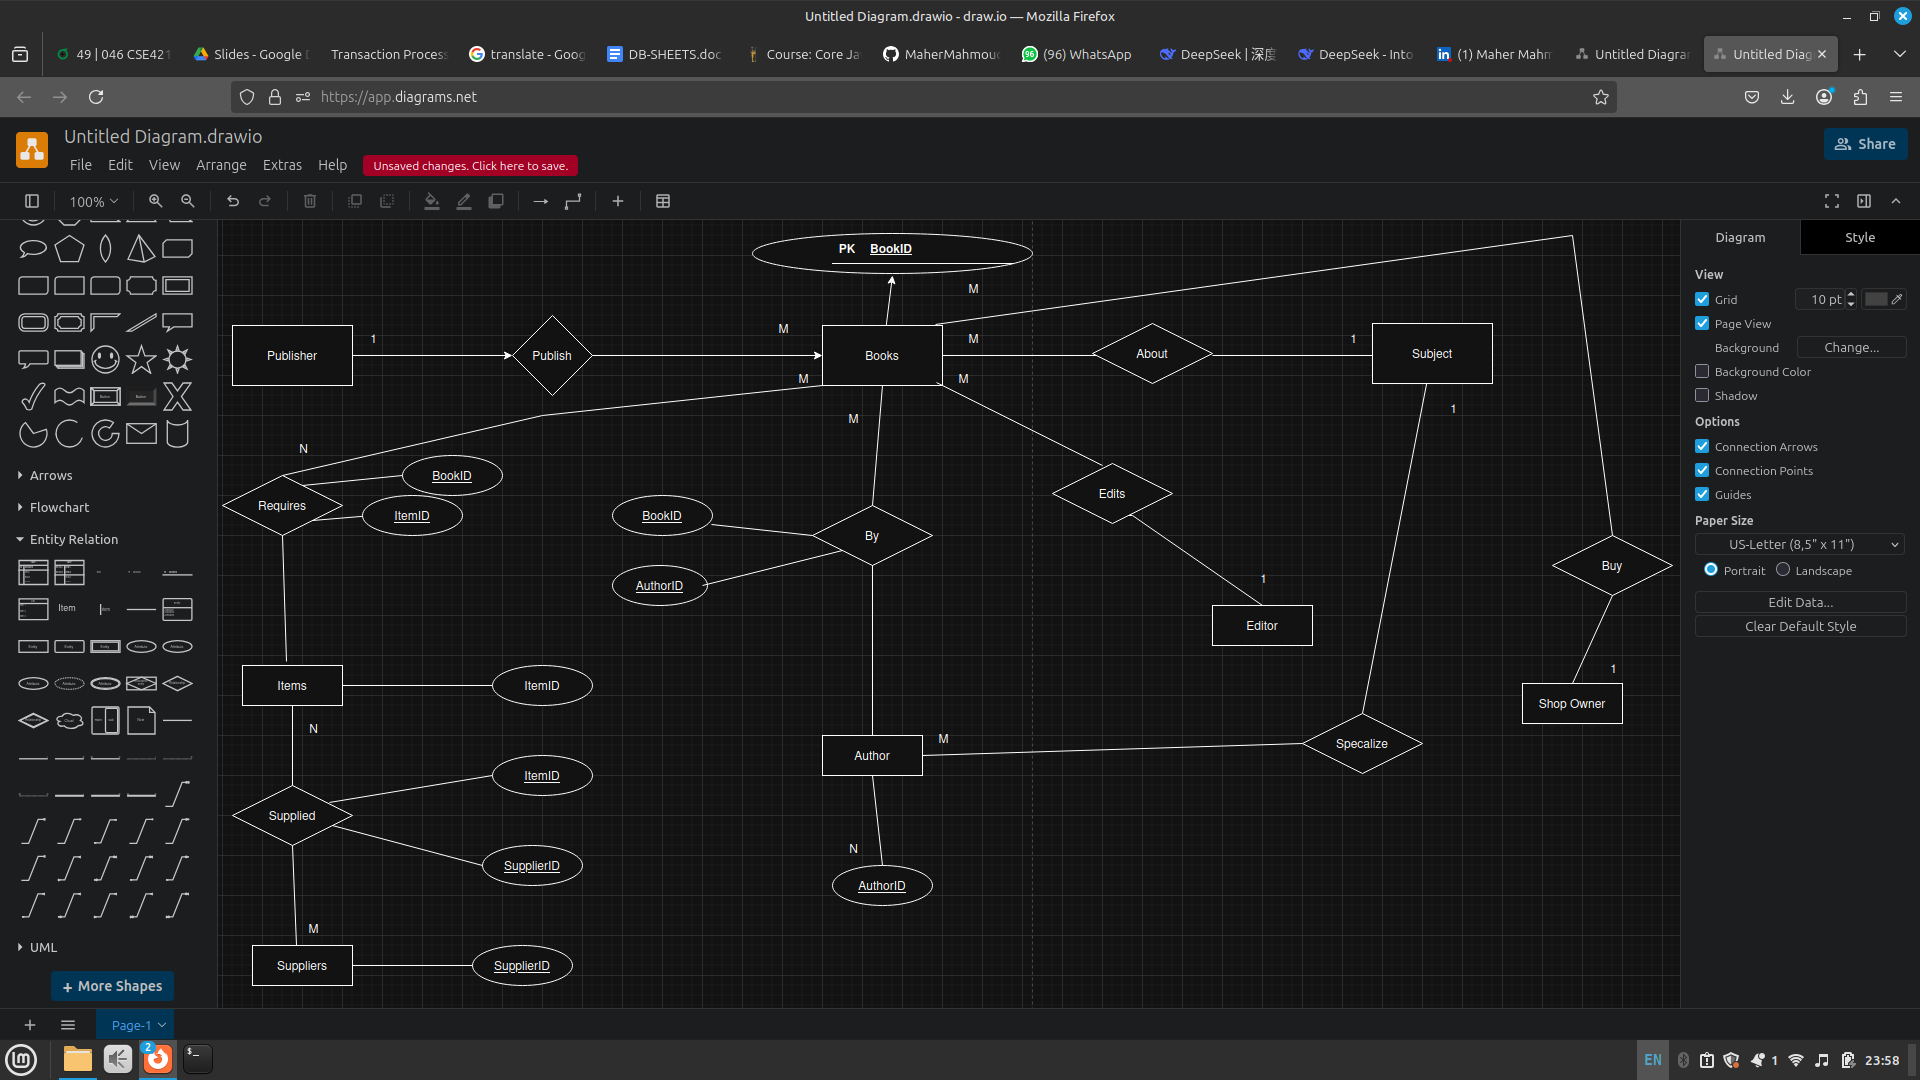 Untitled Diagram.drawio - draw.io — Mozilla Firefox
49 | 046 CSE421
Slides - Google D
Transaction Process
translate - Goog
DB-SHEETS.doc
Course: Core Ja
MaherMahmou
(96) WhatsApp
DeepSeek | 深度
DeepSeek - Into
(1) Maher Mahm
Untitled Diagra
Untitled Diag
https://app.diagrams.net
Untitled Diagram.drawio
File Edit View Arrange Extras Help
Unsaved changes. Click here to save.
Share
100%
Diagram
Style
PK BookID
M
1
M
M
1
Publisher
Publish
Books
About
Subject
M
M
1
M
N
BookID
Requires
ItemID
BookID
By
AuthorID
Edits
1
Editor
Buy
1
Shop Owner
Items
ItemID
N
ItemID
Supplied
SupplierID
M
Suppliers
SupplierID
Author
M
Specalize
N
AuthorID
Arrows
Flowchart
Entity Relation
Item
UML
+ More Shapes
View
Grid
10 pt
Page View
Background
Change...
Background Color
Shadow
Options
Connection Arrows
Connection Points
Guides
Paper Size
US-Letter (8,5" x 11")
Portrait
Landscape
Edit Data...
Clear Default Style
Page-1
2
EN
1
23:58